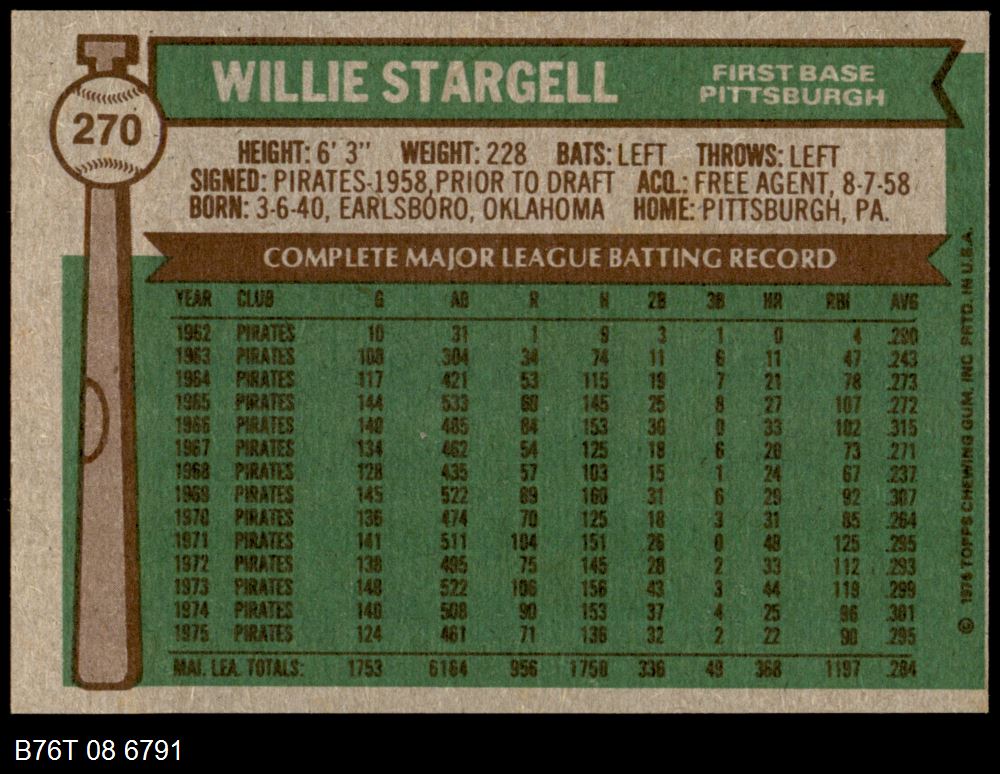 270
WILLIE STARGELL
FIRST BASE
PITTSBURGH
HEIGHT: 6' 3" WEIGHT: 228 BATS: LEFT THROWS: LEFT
SIGNED: PIRATES-1958, PRIOR TO DRAFT ACQ.: FREE AGENT, 8-7-58
BORN: 3-6-40, EARLSBORO, OKLAHOMA HOME: PITTSBURGH, PA.
COMPLETE MAJOR LEAGUE BATTING RECORD
YEAR CLUB G AB R H 2B 3B HR RBI AVG
1962 PIRATES 10 31 1 9 3 1 0 4 .290
1963 PIRATES 108 304 34 74 11 6 11 47 .243
1964 PIRATES 117 421 53 115 19 7 21 78 .273
1965 PIRATES 144 533 68 145 25 8 27 107 .272
1966 PIRATES 140 485 84 153 30 0 33 102 .315
1967 PIRATES 134 462 54 125 18 6 20 73 .271
1968 PIRATES 128 435 57 103 15 1 24 67 .237
1969 PIRATES 145 522 89 160 31 6 29 92 .307
1970 PIRATES 136 474 70 125 18 3 31 85 .264
1971 PIRATES 141 511 104 151 26 0 48 125 .295
1972 PIRATES 138 495 75 145 28 2 33 112 .293
1973 PIRATES 148 522 106 156 43 3 44 119 .299
1974 PIRATES 140 508 90 153 37 4 25 96 .301
1975 PIRATES 124 461 71 136 32 2 22 90 .295
MAJ. LEA. TOTALS: 1753 6164 956 1750 336 49 368 1197 .284
© 1976 TOPPS CHEWING GUM, INC. PRTD. IN U.S.A.
B76T 08 6791